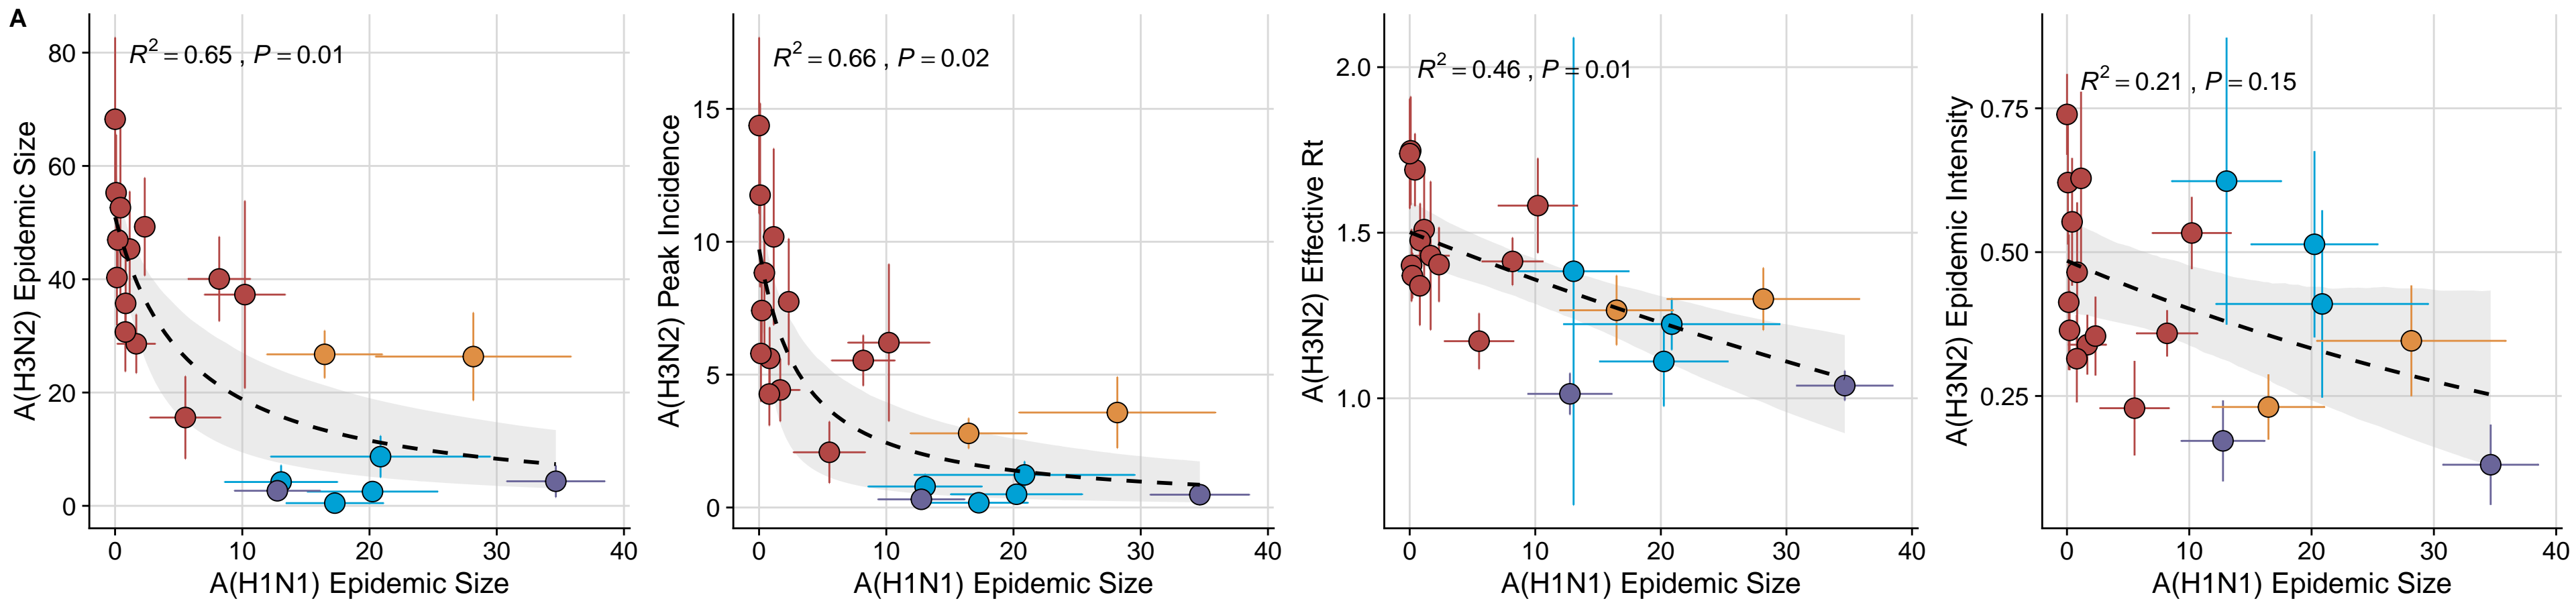 A
R² = 0.65 , P = 0.01
80
60
40
20
0
A(H3N2) Epidemic Size
0 10 20 30 40
A(H1N1) Epidemic Size
R² = 0.66 , P = 0.02
15
10
5
0
A(H3N2) Peak Incidence
0 10 20 30 40
A(H1N1) Epidemic Size
R² = 0.46 , P = 0.01
2.0
1.5
1.0
A(H3N2) Effective Rt
0 10 20 30 40
A(H1N1) Epidemic Size
R² = 0.21 , P = 0.15
0.75
0.50
0.25
A(H3N2) Epidemic Intensity
0 10 20 30 40
A(H1N1) Epidemic Size